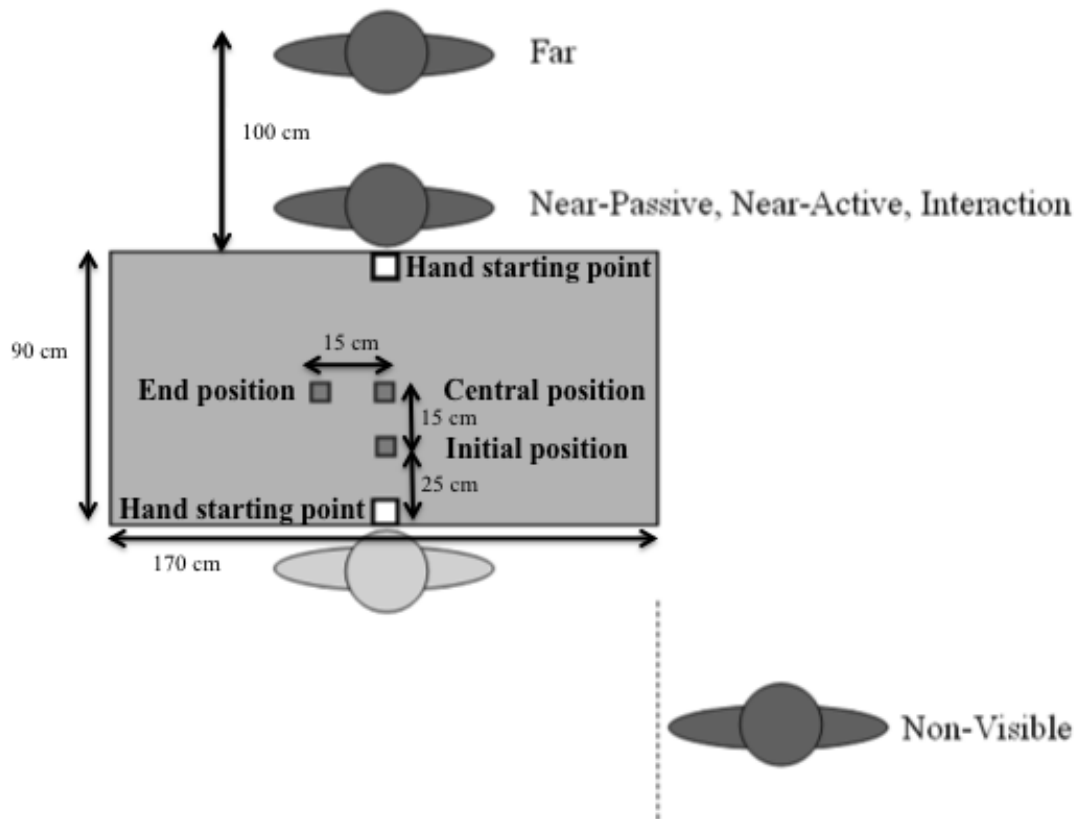 Far
100 cm
Near-Passive, Near-Active, Interaction
Hand starting point
90 cm
15 cm
End position
Central position
15 cm
Initial position
25 cm
Hand starting point
170 cm
Non-Visible